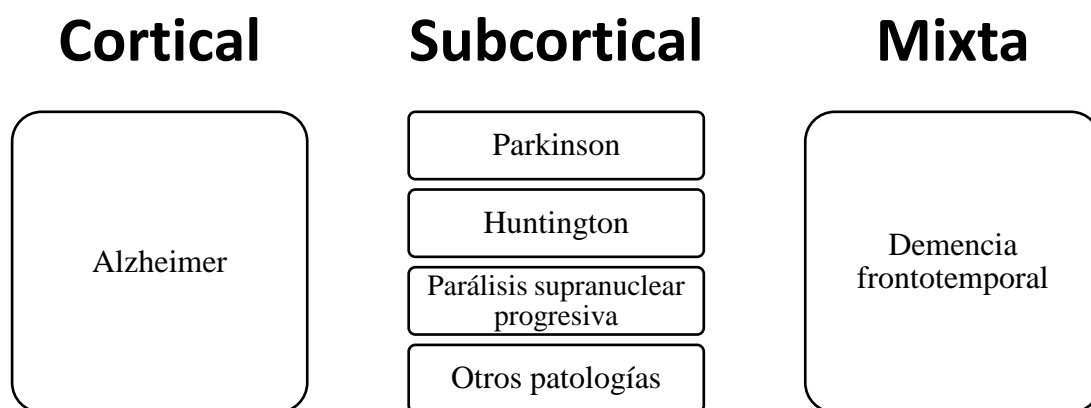 Cortical
Alzheimer
Subcortical
Parkinson
Huntington
Parálisis supranuclear
progresiva
Otros patologías
Mixta
Demencia
frontotemporal